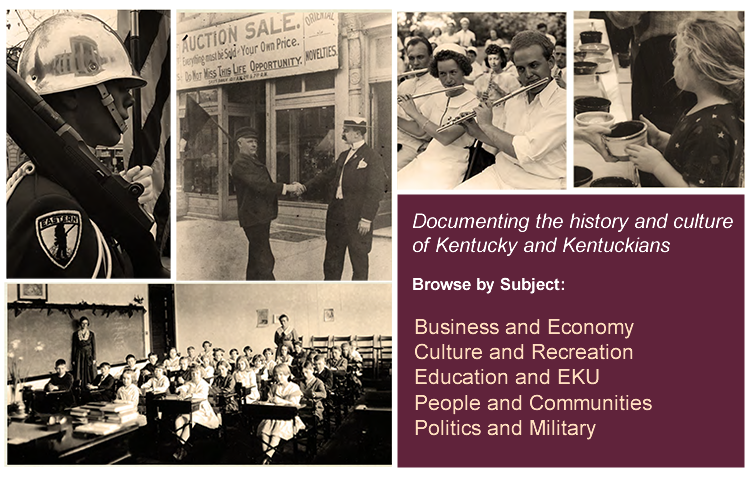 AUCTION SALE.
Everything must be Sold at Your Own Price.
DO NOT MISS THIS LIFE OPPORTUNITY.
ORIENTAL
NOVELTIES.
EASTERN
Documenting the history and culture
of Kentucky and Kentuckians
Browse by Subject:
Business and Economy
Culture and Recreation
Education and EKU
People and Communities
Politics and Military